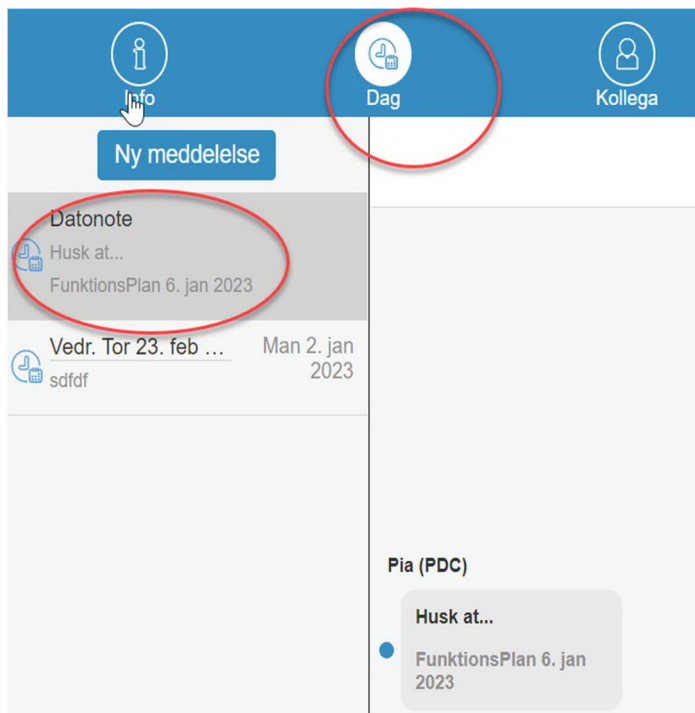 Info
Dag
Kollega
Ny meddelelse
Datonote
Husk at...
FunktionsPlan 6. jan 2023
Vedr. Tor 23. feb ...
Man 2. jan
2023
sdfdf
Pia (PDC)
Husk at...
FunktionsPlan 6. jan
2023